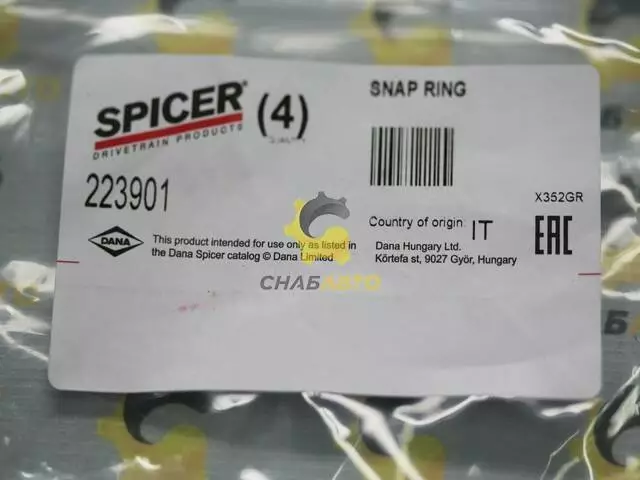 SPICER®
DRIVETRAIN PRODUCTS
(4)
SNAP RING
223901
X352GR
Country of origin: IT
EAC
DANA
This product intended for use only as listed in
the Dana Spicer catalog © Dana Limited
Dana Hungary Ltd.
Körtefa st, 9027 Györ, Hungary
СНАБАВТО